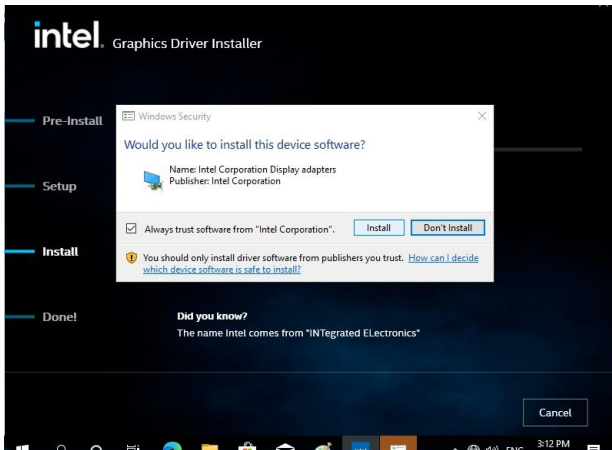 intel. Graphics Driver Installer
Pre-Install
Windows Security
Would you like to install this device software?
Name: Intel Corporation Display adapters
Publisher: Intel Corporation
Always trust software from "Intel Corporation".
Install
Don't Install
You should only install driver software from publishers you trust. How can I decide
which device software is safe to install?
Setup
Install
Done!
Did you know?
The name Intel comes from "INTegrated ELectronics"
Cancel
ENG
3:12 PM